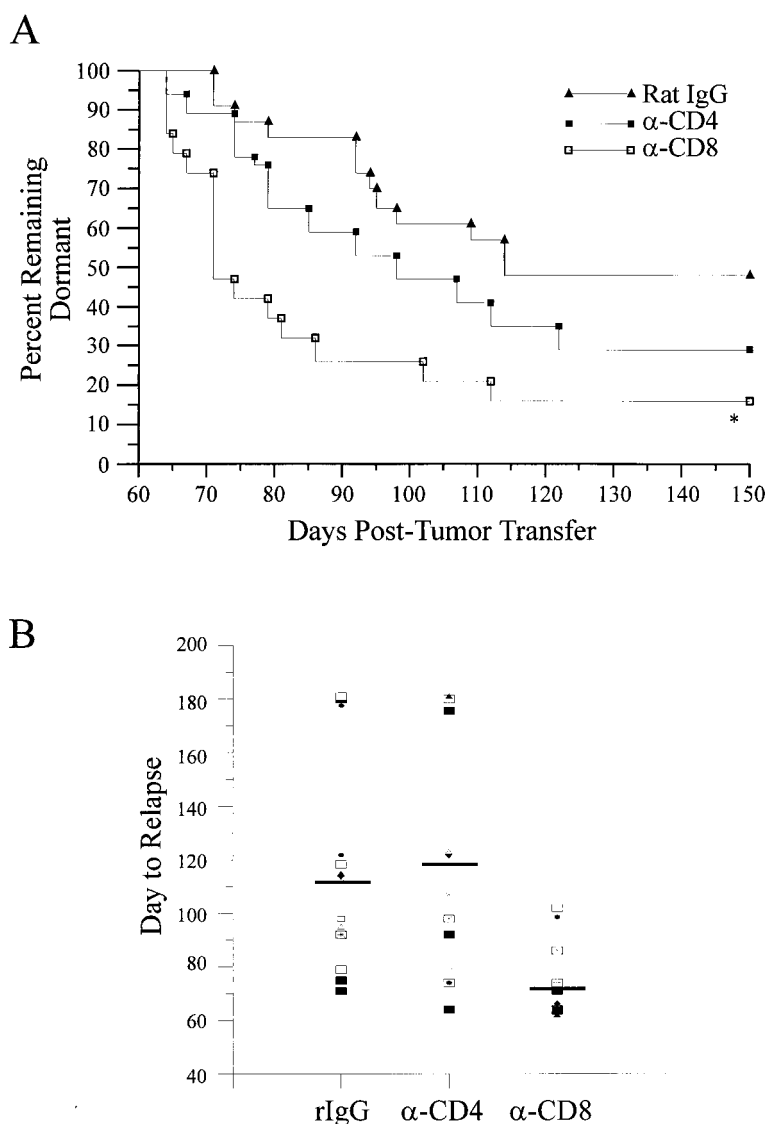 A
100
90
80
70
60
50
40
30
20
10
0
Percent Remaining
Dormant
Rat IgG
α-CD4
α-CD8
*
60 70 80 90 100 110 120 130 140 150
Days Post-Tumor Transfer
B
200
180
160
140
120
100
80
60
40
Day to Relapse
rIgG α-CD4 α-CD8